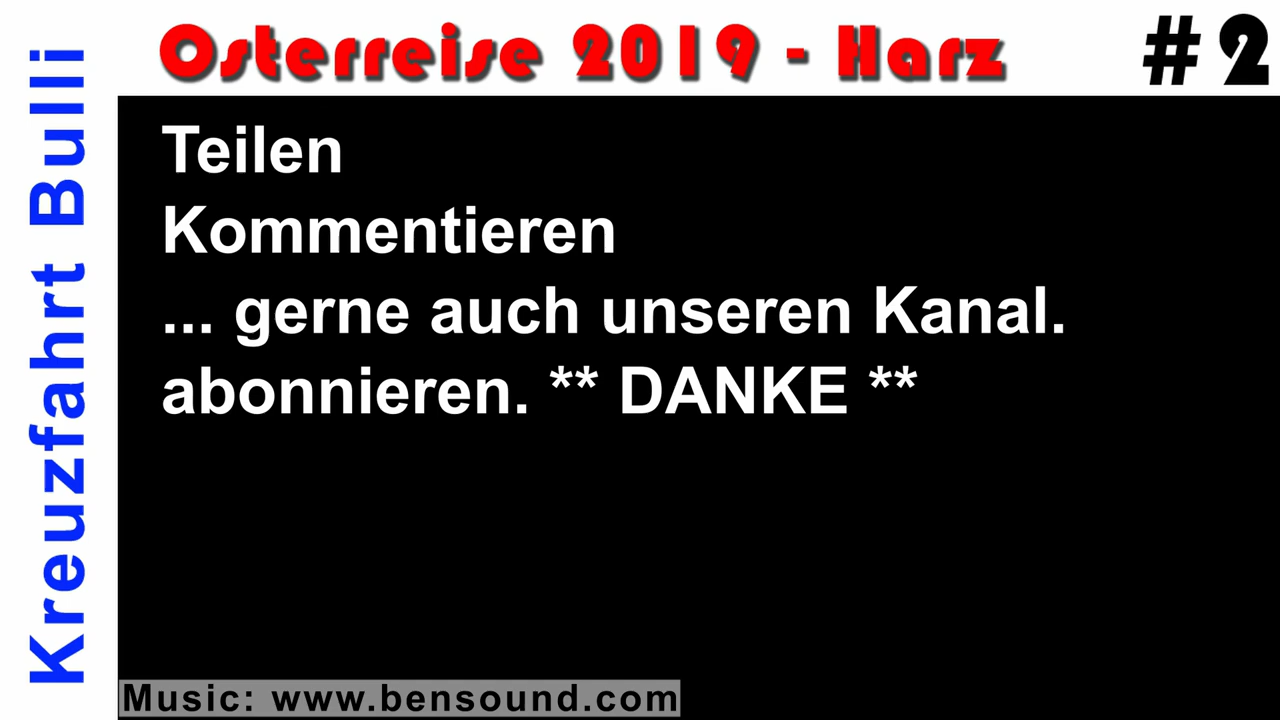 Osterreise 2019 - Harz
# 2
Kreuzfahrt Bulli
Teilen
Kommentieren
... gerne auch unseren Kanal.
abonnieren. ** DANKE **
Music: www.bensound.com